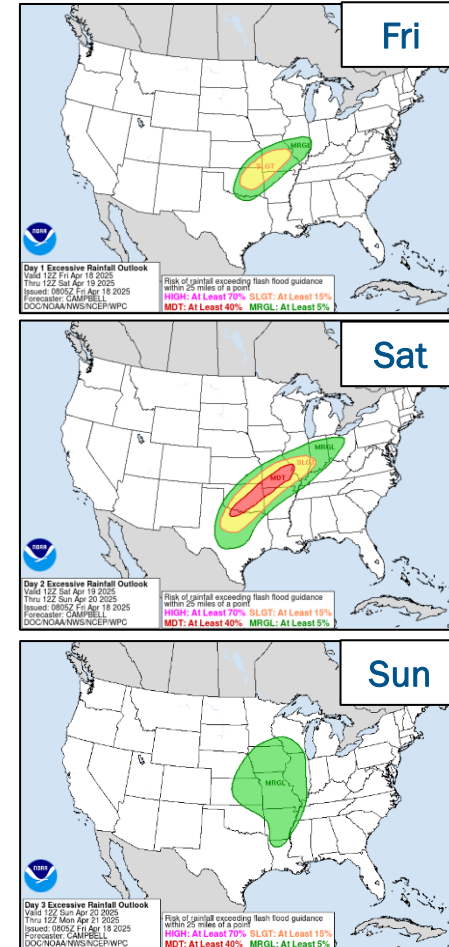 Fri
MRGL
SLGT
NOAA
Day 1 Excessive Rainfall Outlook
Valid 12Z Fri Apr 18 2025
Thru 12Z Sat Apr 19 2025
Issued: 0805Z Fri Apr 18 2025
Forecaster: CAMPBELL
DOC/NOAA/NWS/NCEP/WPC
Risk of rainfall exceeding flash flood guidance
within 25 miles of a point
HIGH: At Least 70% SLGT: At Least 15%
MDT: At Least 40% MRGL: At Least 5%
Sat
MRGL
SLGT
MDT
NOAA
Day 2 Excessive Rainfall Outlook
Valid 12Z Sat Apr 19 2025
Thru 12Z Sun Apr 20 2025
Issued: 0805Z Fri Apr 18 2025
Forecaster: CAMPBELL
DOC/NOAA/NWS/NCEP/WPC
Risk of rainfall exceeding flash flood guidance
within 25 miles of a point
HIGH: At Least 70% SLGT: At Least 15%
MDT: At Least 40% MRGL: At Least 5%
Sun
MRGL
NOAA
Day 3 Excessive Rainfall Outlook
Valid 12Z Sun Apr 20 2025
Thru 12Z Mon Apr 21 2025
Issued: 0805Z Fri Apr 18 2025
Forecaster: CAMPBELL
DOC/NOAA/NWS/NCEP/WPC
Risk of rainfall exceeding flash flood guidance
within 25 miles of a point
HIGH: At Least 70% SLGT: At Least 15%
MDT: At Least 40% MRGL: At Least 5%